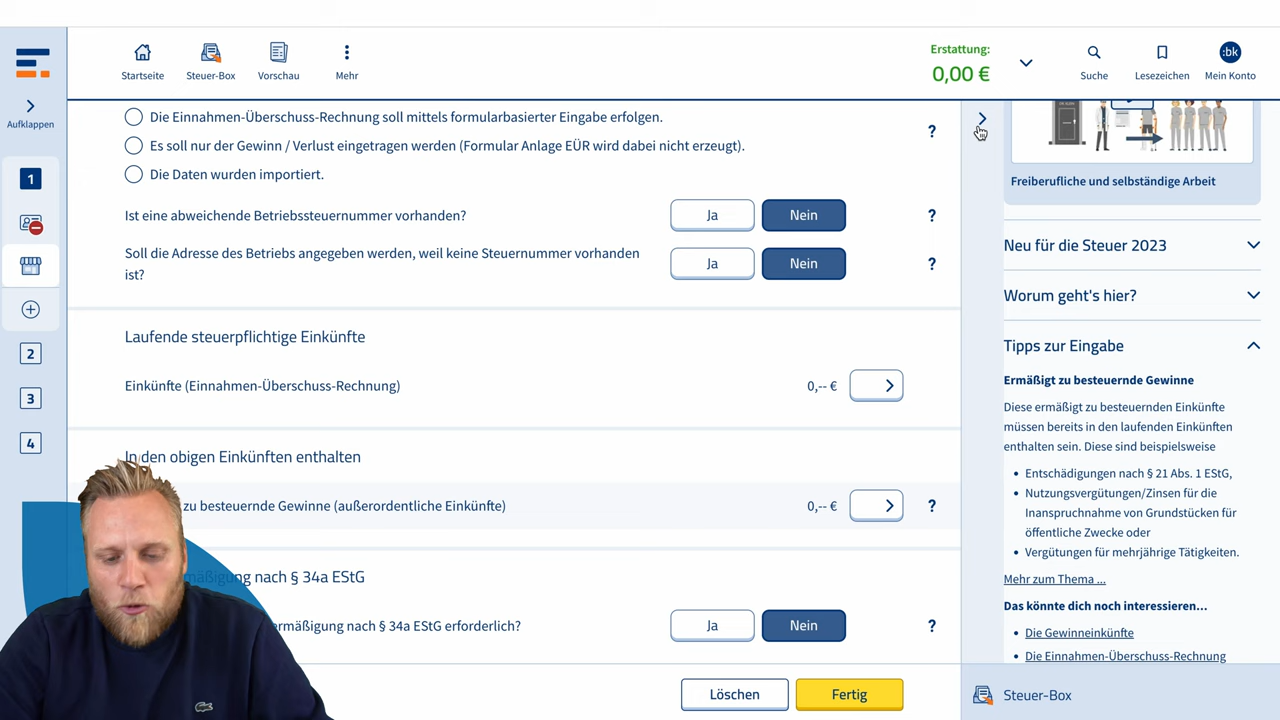 Startseite
Steuer-Box
Vorschau
Mehr
Erstattung:
0,00 €
Suche
Lesezeichen
:bk
Mein Konto
Aufklappen
1
2
3
4
Die Einnahmen-Überschuss-Rechnung soll mittels formularbasierter Eingabe erfolgen.
Es soll nur der Gewinn / Verlust eingetragen werden (Formular Anlage EÜR wird dabei nicht erzeugt).
?
Die Daten wurden importiert.
Ist eine abweichende Betriebssteuernummer vorhanden?
Ja
Nein
?
Soll die Adresse des Betriebs angegeben werden, weil keine Steuernummer vorhanden
ist?
Ja
Nein
?
Laufende steuerpflichtige Einkünfte
Einkünfte (Einnahmen-Überschuss-Rechnung)
0,-- €
In den obigen Einkünften enthalten
zu besteuernde Gewinne (außerordentliche Einkünfte)
0,-- €
?
nach § 34a EStG
nach § 34a EStG erforderlich?
Ja
Nein
?
Löschen
Fertig
Freiberufliche und selbständige Arbeit
Neu für die Steuer 2023
Worum geht's hier?
Tipps zur Eingabe
Ermäßigt zu besteuernde Gewinne
Diese ermäßigt zu besteuernden Einkünfte
müssen bereits in den laufenden Einkünften
enthalten sein. Diese sind beispielsweise
• Entschädigungen nach § 21 Abs. 1 EStG,
• Nutzungsvergütungen/Zinsen für die
Inanspruchnahme von Grundstücken für
öffentliche Zwecke oder
• Vergütungen für mehrjährige Tätigkeiten.
Mehr zum Thema ...
Das könnte dich noch interessieren...
• Die Gewinneinkünfte
• Die Einnahmen-Überschuss-Rechnung
Steuer-Box